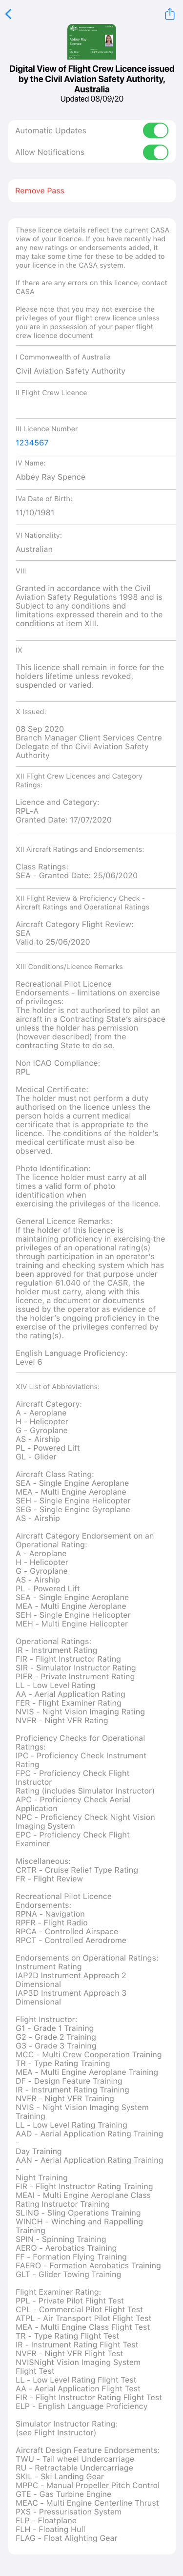 Digital View of Flight Crew Licence issued
by the Civil Aviation Safety Authority,
Australia
Updated 08/09/20
Automatic Updates
Allow Notifications
Remove Pass
These licence details reflect the current CASA
view of your licence. If you have recently had
any new ratings or endorsements added, it
may take some time for these to be added to
your licence in the CASA system.
If there are any errors on this licence, contact
CASA
Please note that you may not exercise the
privileges of your flight crew licence unless
you are in possession of your paper flight
crew licence document
I Commonwealth of Australia
Civil Aviation Safety Authority
II Flight Crew Licence
III Licence Number
1234567
IV Name:
Abbey Ray Spence
IVa Date of Birth:
11/10/1981
VI Nationality:
Australian
VIII
Granted in accordance with the Civil
Aviation Safety Regulations 1998 and is
Subject to any conditions and
limitations expressed therein and to the
conditions at item XIII.
IX
This licence shall remain in force for the
holders lifetime unless revoked,
suspended or varied.
X Issued:
08 Sep 2020
Branch Manager Client Services Centre
Delegate of the Civil Aviation Safety
Authority
XII Flight Crew Licences and Category
Ratings:
Licence and Category:
RPL-A
Granted Date: 17/07/2020
XII Aircraft Ratings and Endorsements:
Class Ratings:
SEA - Granted Date: 25/06/2020
XII Flight Review & Proficiency Check -
Aircraft Ratings and Operational Ratings
Aircraft Category Flight Review:
SEA
Valid to 25/06/2020
XIII Conditions/Licence Remarks
Recreational Pilot Licence
Endorsements - limitations on exercise
of privileges:
The holder is not authorised to pilot an
aircraft in a Contracting State's airspace
unless the holder has permission
(however described) from the
contracting State to do so.
Non ICAO Compliance:
RPL
Medical Certificate:
The holder must not perform a duty
authorised on the licence unless the
person holds a current medical
certificate that is appropriate to the
licence. The conditions of the holder's
medical certificate must also be
observed.
Photo Identification:
The licence holder must carry at all
times a valid form of photo
identification when
exercising the privileges of the licence.
General Licence Remarks:
If the holder of this licence is
maintaining proficiency in exercising the
privileges of an operational rating(s)
through participation in an operator's
training and checking system which has
been approved for that purpose under
regulation 61.040 of the CASR, the
holder must carry, along with this
licence, a document or documents
issued by the operator as evidence of
the holder's ongoing proficiency in the
exercise of the privileges conferred by
the rating(s).
English Language Proficiency:
Level 6
XIV List of Abbreviations:
Aircraft Category:
A - Aeroplane
H - Helicopter
G - Gyroplane
AS - Airship
PL - Powered Lift
GL - Glider
Aircraft Class Rating:
SEA - Single Engine Aeroplane
MEA - Multi Engine Aeroplane
SEH - Single Engine Helicopter
SEG - Single Engine Gyroplane
AS - Airship
Aircraft Category Endorsement on an
Operational Rating:
A - Aeroplane
H - Helicopter
G - Gyroplane
AS - Airship
PL - Powered Lift
SEA - Single Engine Aeroplane
MEA - Multi Engine Aeroplane
SEH - Single Engine Helicopter
MEH - Multi Engine Helicopter
Operational Ratings:
IR - Instrument Rating
FIR - Flight Instructor Rating
SIR - Simulator Instructor Rating
PIFR - Private Instrument Rating
LL - Low Level Rating
AA - Aerial Application Rating
FER - Flight Examiner Rating
NVIS - Night Vision Imaging Rating
NVFR - Night VFR Rating
Proficiency Checks for Operational
Ratings:
IPC - Proficiency Check Instrument
Rating
FPC - Proficiency Check Flight
Instructor
Rating (includes Simulator Instructor)
APC - Proficiency Check Aerial
Application
NPC - Proficiency Check Night Vision
Imaging System
EPC - Proficiency Check Flight
Examiner
Miscellaneous:
CRTR - Cruise Relief Type Rating
FR - Flight Review
Recreational Pilot Licence
Endorsements:
RPNA - Navigation
RPFR - Flight Radio
RPCA - Controlled Airspace
RPCT - Controlled Aerodrome
Endorsements on Operational Ratings:
Instrument Rating
IAP2D Instrument Approach 2
Dimensional
IAP3D Instrument Approach 3
Dimensional
Flight Instructor:
G1 - Grade 1 Training
G2 - Grade 2 Training
G3 - Grade 3 Training
MCC - Multi Crew Cooperation Training
TR - Type Rating Training
MEA - Multi Engine Aeroplane Training
DF - Design Feature Training
IR - Instrument Rating Training
NVFR - Night VFR Training
NVIS - Night Vision Imaging System
Training
LL - Low Level Rating Training
AAD - Aerial Application Rating Training
-
Day Training
AAN - Aerial Application Rating Training
-
Night Training
FIR - Flight Instructor Rating Training
MEAI - Multi Engine Aeroplane Class
Rating Instructor Training
SLING - Sling Operations Training
WINCH - Winching and Rappelling
Training
SPIN - Spinning Training
AERO - Aerobatics Training
FF - Formation Flying Training
FAERO - Formation Aerobatics Training
GLT - Glider Towing Training
Flight Examiner Rating:
PPL - Private Pilot Flight Test
CPL - Commercial Pilot Flight Test
ATPL - Air Transport Pilot Flight Test
MEA - Multi Engine Class Flight Test
TR - Type Rating Flight Test
IR - Instrument Rating Flight Test
NVFR - Night VFR Flight Test
NVISNight Vision Imaging System
Flight Test
LL - Low Level Rating Flight Test
AA - Aerial Application Flight Test
FIR - Flight Instructor Rating Flight Test
ELP - English Language Proficiency
Simulator Instructor Rating:
(see Flight Instructor)
Aircraft Design Feature Endorsements:
TWU - Tail wheel Undercarriage
RU - Retractable Undercarriage
SKIL - Ski Landing Gear
MPPC - Manual Propeller Pitch Control
GTE - Gas Turbine Engine
MEAC - Multi Engine Centerline Thrust
PXS - Pressurisation System
FLP - Floatplane
FLH - Floating Hull
FLAG - Float Alighting Gear